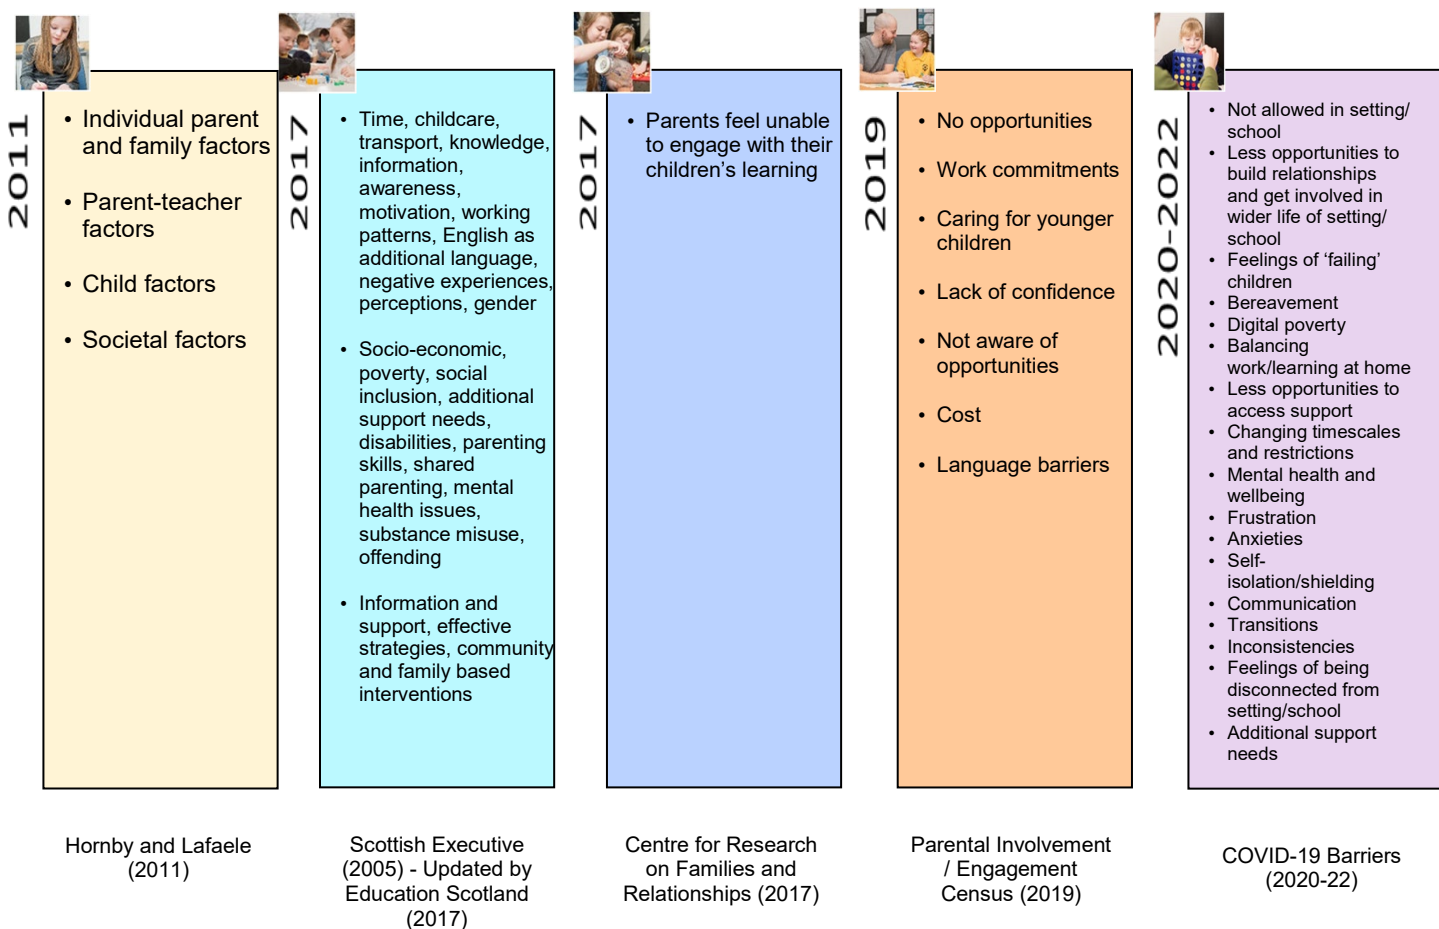 2011
• Individual parent
and family factors
• Parent-teacher
factors
• Child factors
• Societal factors
Hornby and Lafaele
(2011)
2017
• Time, childcare,
transport, knowledge,
information,
awareness,
motivation, working
patterns, English as
additional language,
negative experiences,
perceptions, gender
• Socio-economic,
poverty, social
inclusion, additional
support needs,
disabilities, parenting
skills, shared
parenting, mental
health issues,
substance misuse,
offending
• Information and
support, effective
strategies, community
and family based
interventions
Scottish Executive
(2005) - Updated by
Education Scotland
(2017)
2017
• Parents feel unable
to engage with their
children’s learning
Centre for Research
on Families and
Relationships (2017)
2019
• No opportunities
• Work commitments
• Caring for younger
children
• Lack of confidence
• Not aware of
opportunities
• Cost
• Language barriers
Parental Involvement
/ Engagement
Census (2019)
2020-2022
• Not allowed in setting/
school
• Less opportunities to
build relationships
and get involved in
wider life of setting/
school
• Feelings of ‘failing’
children
• Bereavement
• Digital poverty
• Balancing
work/learning at home
• Less opportunities to
access support
• Changing timescales
and restrictions
• Mental health and
wellbeing
• Frustration
• Anxieties
• Self-
isolation/shielding
• Communication
• Transitions
• Inconsistencies
• Feelings of being
disconnected from
setting/school
• Additional support
needs
COVID-19 Barriers
(2020-22)